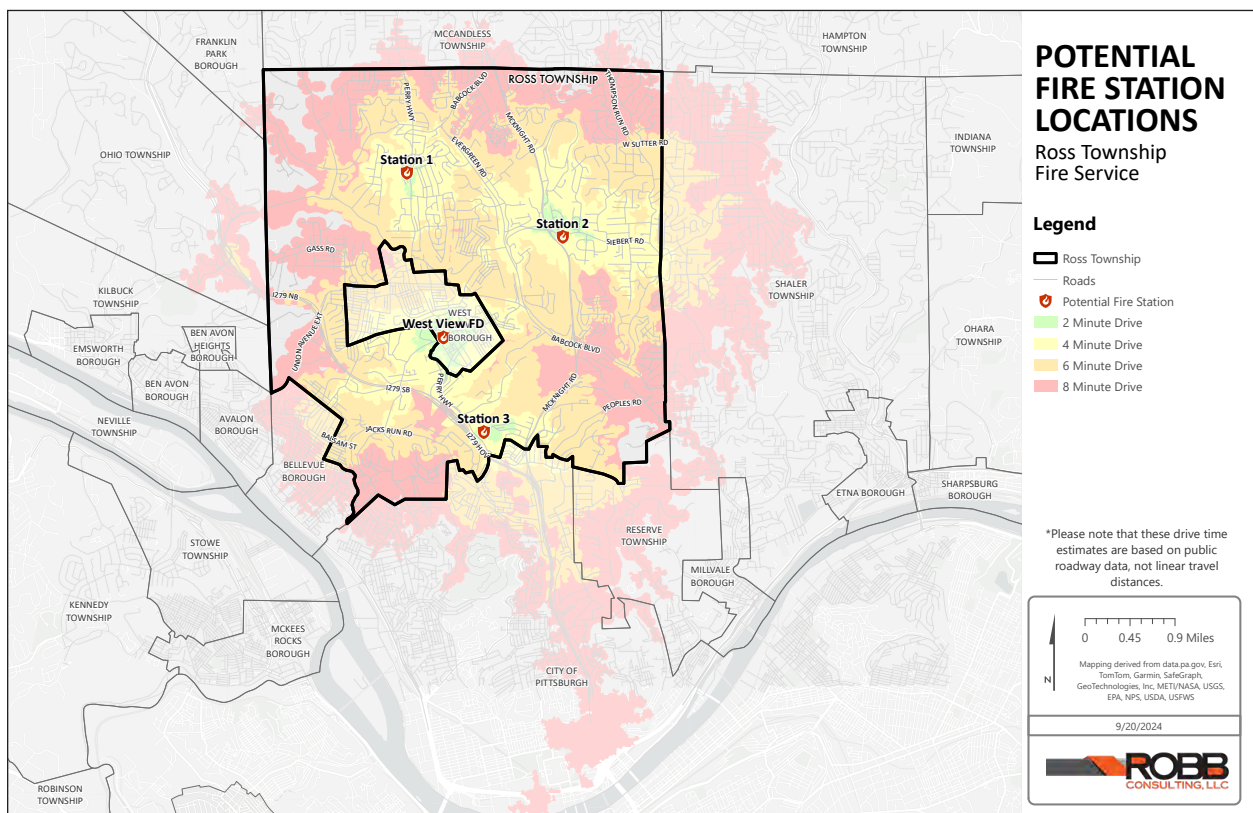 FRANKLIN
PARK
BOROUGH
MCCANDLESS
TOWNSHIP
HAMPTON
TOWNSHIP
OHIO TOWNSHIP
INDIANA
TOWNSHIP
ROSS TOWNSHIP
PERRY HWY
BABCOCK BLVD
MCKNIGHT RD
THOMPSON RUN RD
EVERGREEN RD
W SUTTER RD
Station 1
Station 2
SIEBERT RD
GASS RD
I279 NB
KILBUCK
TOWNSHIP
SHALER
TOWNSHIP
OHARA
TOWNSHIP
WEST
West View FD
BOROUGH
BEN AVON
HEIGHTS
BOROUGH
EMSWORTH
BOROUGH
BEN AVON
BOROUGH
UNION AVENUE EXT
BABCOCK BLVD
I279 SB
PERRY HWY
MCKNIGHT RD
PEOPLES RD
NEVILLE
TOWNSHIP
AVALON
BOROUGH
Station 3
JACKS RUN RD
BALSAM ST
I279 HOV
BELLEVUE
BOROUGH
ETNA BOROUGH
SHARPSBURG
BOROUGH
STOWE
TOWNSHIP
RESERVE
TOWNSHIP
MILLVALE
BOROUGH
KENNEDY
TOWNSHIP
MCKEES
ROCKS
BOROUGH
CITY OF
PITTSBURGH
ROBINSON
TOWNSHIP
POTENTIAL
FIRE STATION
LOCATIONS
Ross Township
Fire Service
Legend
Ross Township
Roads
Potential Fire Station
2 Minute Drive
4 Minute Drive
6 Minute Drive
8 Minute Drive
*Please note that these drive time
estimates are based on public
roadway data, not linear travel
distances.
N
0 0.45 0.9 Miles
Mapping derived from data.pa.gov, Esri,
TomTom, Garmin, SafeGraph,
GeoTechnologies, Inc, METI/NASA, USGS,
EPA, NPS, USDA, USFWS
9/20/2024
ROBB
CONSULTING, LLC